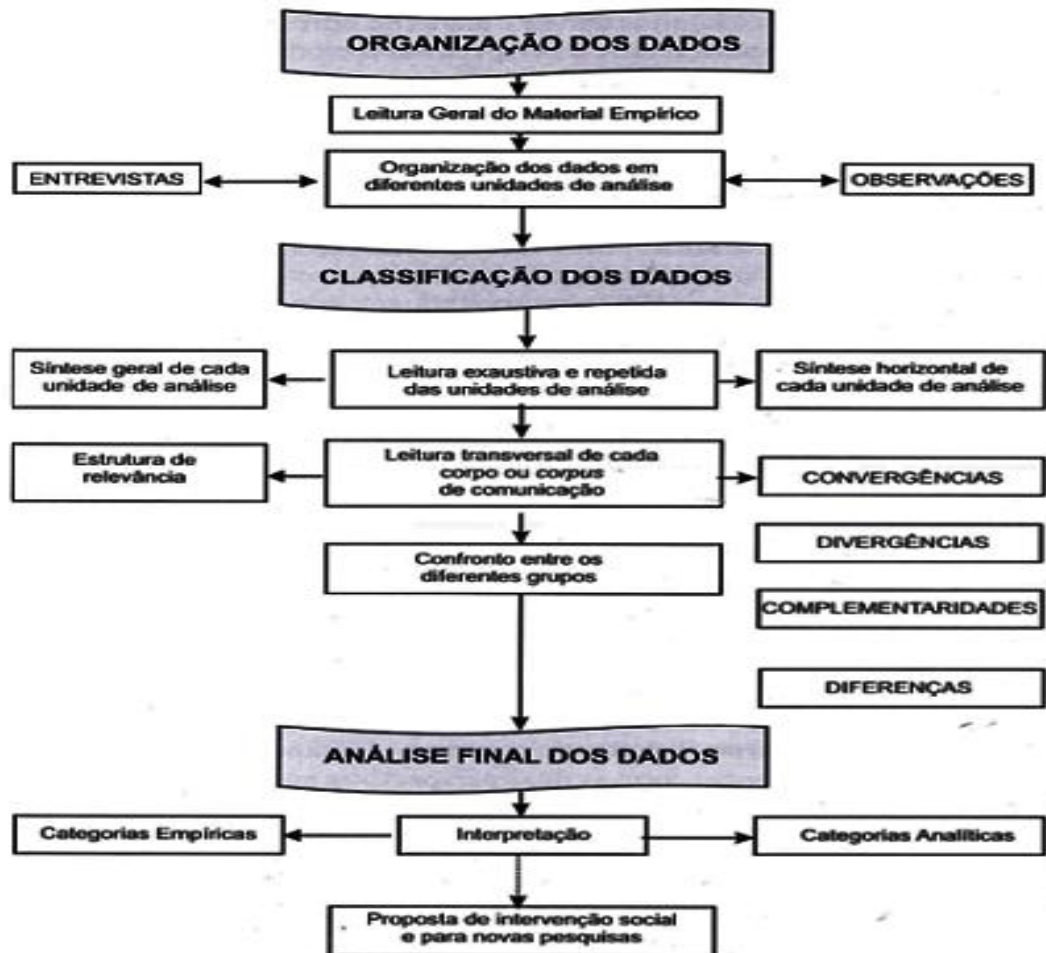 ORGANIZAÇÃO DOS DADOS
Leitura Geral do Material Empírico
ENTREVISTAS
Organização dos dados em
diferentes unidades de análise
OBSERVAÇÕES
CLASSIFICAÇÃO DOS DADOS
Síntese geral de cada
unidade de análise
Leitura exaustiva e repetida
das unidades de análise
Síntese horizontal de
cada unidade de análise
Estrutura de
relevância
Leitura transversal de cada
corpo ou corpus
de comunicação
CONVERGÊNCIAS
Confronto entre os
diferentes grupos
DIVERGÊNCIAS
COMPLEMENTARIDADES
DIFERENÇAS
ANÁLISE FINAL DOS DADOS
Categorias Empíricas
Interpretação
Categorias Analíticas
Proposta de intervenção social
e para novas pesquisas